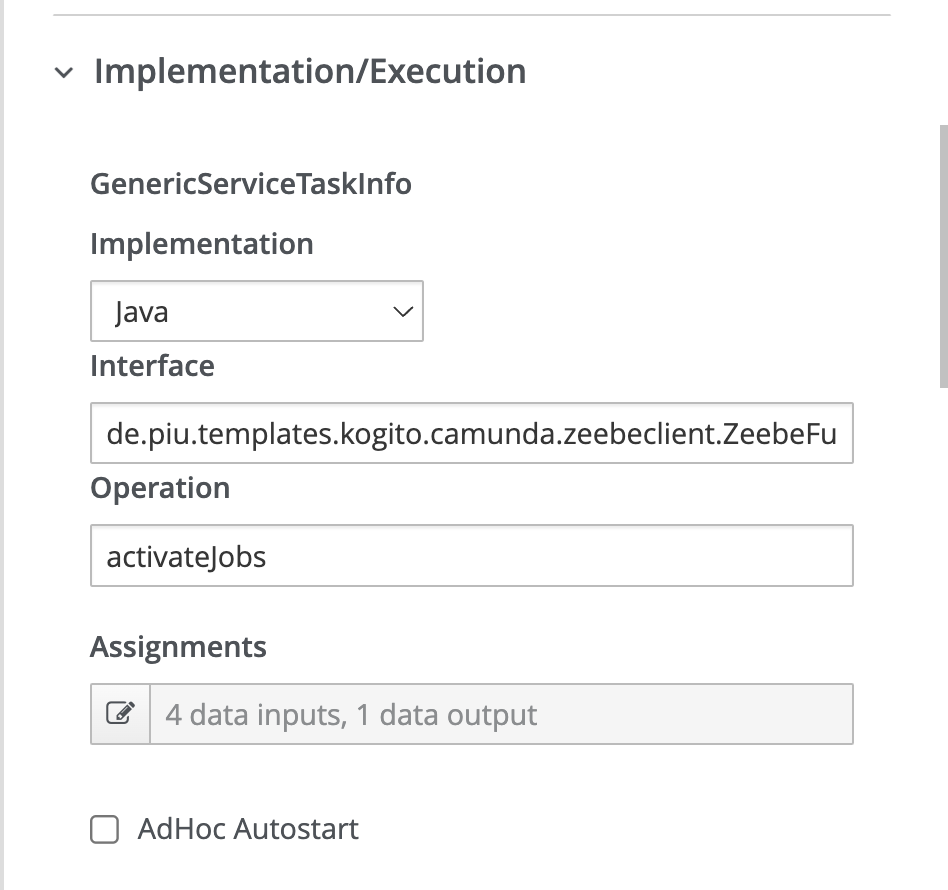 Implementation/Execution
GenericServiceTaskInfo
Implementation
Java
Interface
de.piu.templates.kogito.camunda.zeebeclient.ZeebeFu
Operation
activateJobs
Assignments
4 data inputs, 1 data output
AdHoc Autostart